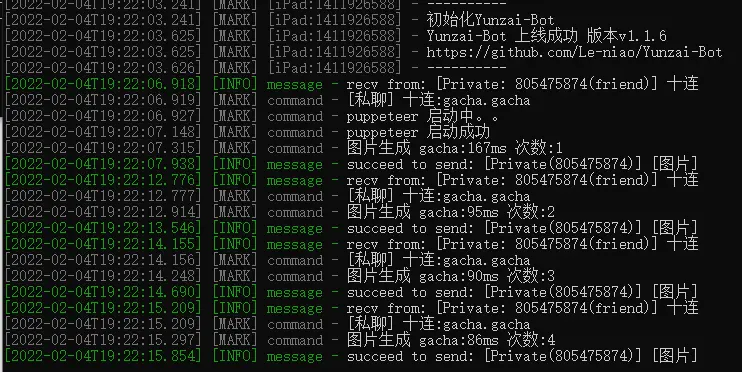 [2022-02-04T19:22:03.241] [MARK] [iPad:1411926588] - ----------
[2022-02-04T19:22:03.241] [MARK] [iPad:1411926588] - 初始化Yunzai-Bot
[2022-02-04T19:22:03.625] [MARK] [iPad:1411926588] - Yunzai-Bot 上线成功 版本v1.1.6
[2022-02-04T19:22:03.625] [MARK] [iPad:1411926588] - https://github.com/Le-niao/Yunzai-Bot
[2022-02-04T19:22:03.626] [MARK] [iPad:1411926588] - ----------
[2022-02-04T19:22:06.918] [INFO] message - recv from: [Private: 805475874(friend)] 十连
[2022-02-04T19:22:06.919] [MARK] command - [私聊] 十连:gacha.gacha
[2022-02-04T19:22:06.927] [MARK] command - puppeteer 启动中。。
[2022-02-04T19:22:07.148] [MARK] command - puppeteer 启动成功
[2022-02-04T19:22:07.315] [MARK] command - 图片生成 gacha:167ms 次数:1
[2022-02-04T19:22:07.938] [INFO] message - succeed to send: [Private(805475874)] [图片]
[2022-02-04T19:22:12.776] [INFO] message - recv from: [Private: 805475874(friend)] 十连
[2022-02-04T19:22:12.777] [MARK] command - [私聊] 十连:gacha.gacha
[2022-02-04T19:22:12.914] [MARK] command - 图片生成 gacha:95ms 次数:2
[2022-02-04T19:22:13.546] [INFO] message - succeed to send: [Private(805475874)] [图片]
[2022-02-04T19:22:14.155] [INFO] message - recv from: [Private: 805475874(friend)] 十连
[2022-02-04T19:22:14.156] [MARK] command - [私聊] 十连:gacha.gacha
[2022-02-04T19:22:14.248] [MARK] command - 图片生成 gacha:90ms 次数:3
[2022-02-04T19:22:14.690] [INFO] message - succeed to send: [Private(805475874)] [图片]
[2022-02-04T19:22:15.209] [INFO] message - recv from: [Private: 805475874(friend)] 十连
[2022-02-04T19:22:15.209] [MARK] command - [私聊] 十连:gacha.gacha
[2022-02-04T19:22:15.297] [MARK] command - 图片生成 gacha:86ms 次数:4
[2022-02-04T19:22:15.854] [INFO] message - succeed to send: [Private(805475874)] [图片]